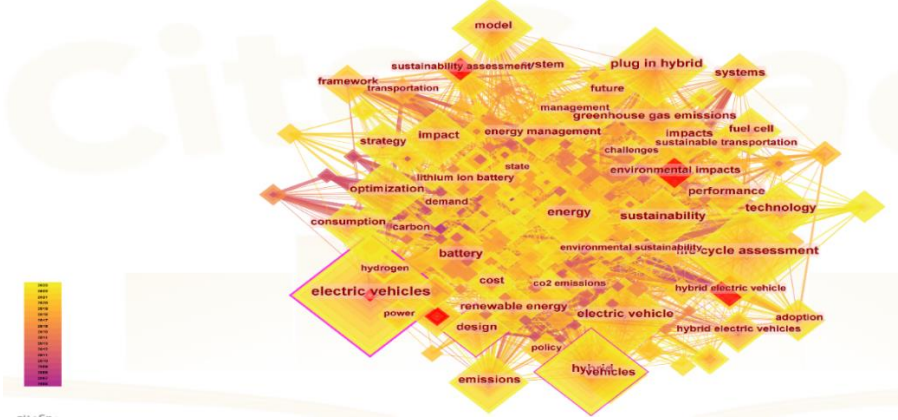 model
sustainability assessment
system
plug in hybrid
systems
framework
transportation
future
management
greenhouse gas emissions
strategy
impact
energy management
impacts
fuel cell
sustainable transportation
challenges
state
environmental impacts
lithium ion battery
optimization
performance
demand
technology
energy
sustainability
consumption
carbon
environmental sustainability
life cycle assessment
battery
hydrogen
cost
co2 emissions
hybrid electric vehicle
electric vehicles
renewable energy
power
electric vehicle
adoption
design
hybrid electric vehicles
policy
hybrid
vehicles
emissions